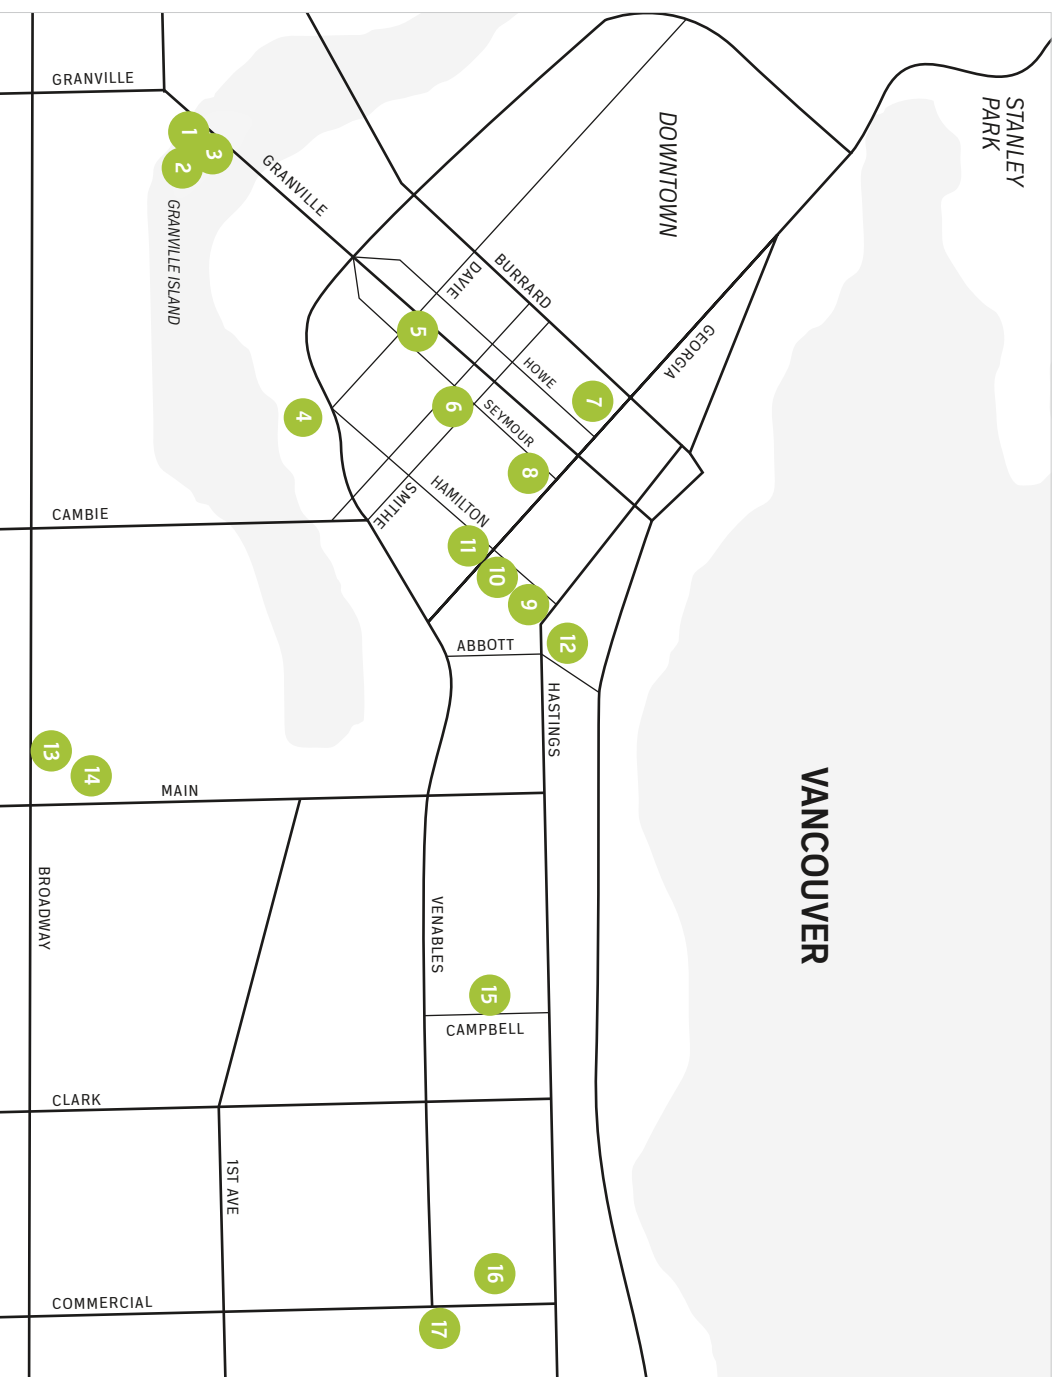 STANLEY
PARK
DOWNTOWN
GRANVILLE
1
3
2
GRANVILLE
GRANVILLE ISLAND
DAVIE
BURRARD
GEORGIA
5
HOWE
7
4
6
SEYMOUR
8
HAMILTON
SMITHE
CAMBIE
11
10
9
12
ABBOTT
HASTINGS
13
14
MAIN
VANCOUVER
BROADWAY
VENABLES
15
CAMPBELL
CLARK
1ST AVE
16
COMMERCIAL
17